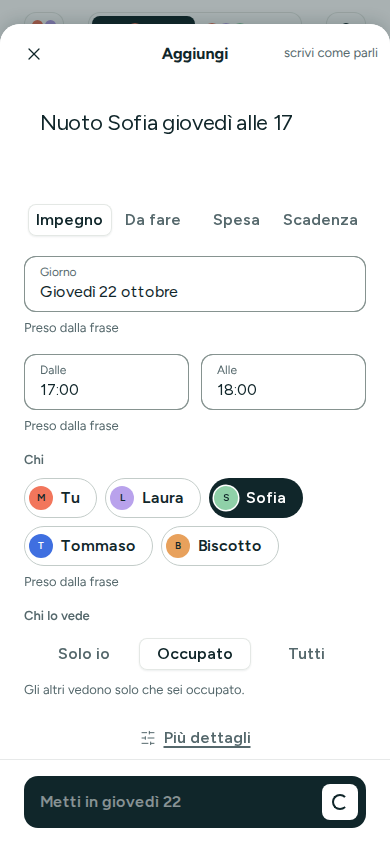 Aggiungi
scrivi come parli
Nuoto Sofia giovedì alle 17
Impegno Da fare Spesa Scadenza
Giorno
Giovedì 22 ottobre
Preso dalla frase
Dalle Alle
17:00 18:00
Preso dalla frase
Chi
M Tu L Laura S Sofia
T Tommaso B Biscotto
Preso dalla frase
Chi lo vede
Solo io Occupato Tutti
Gli altri vedono solo che sei occupato.
Più dettagli
Metti in giovedì 22